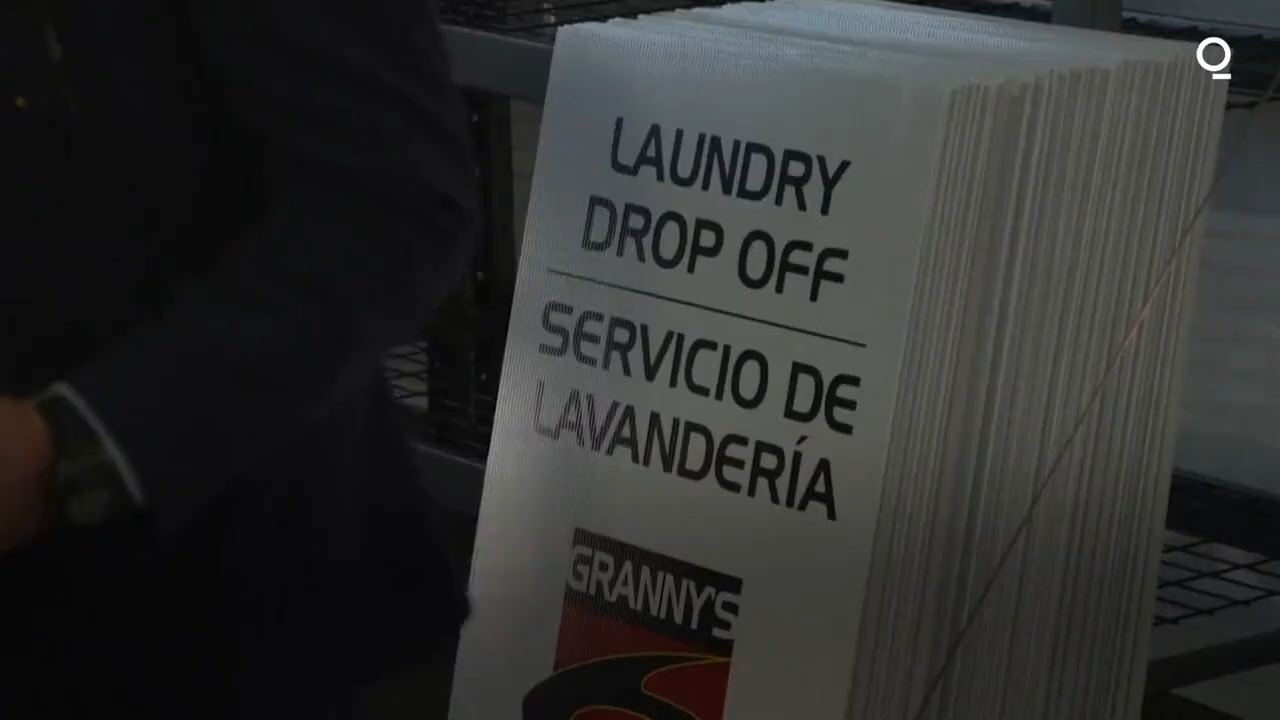 LAUNDRY
DROP OFF
SERVICIO DE
LAVANDERÍA
GRANNY'S